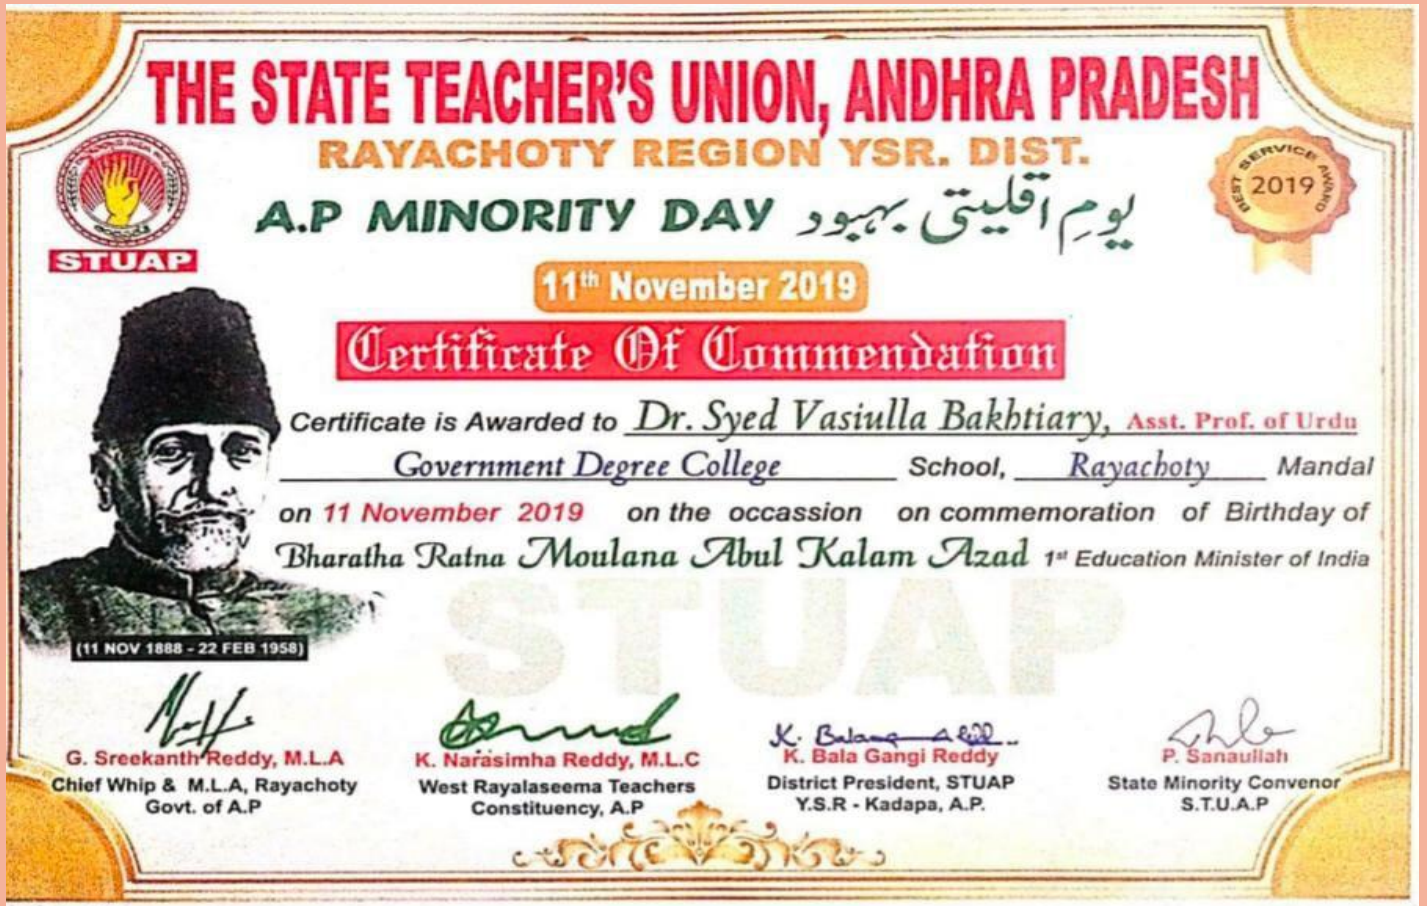 THE STATE TEACHER'S UNION, ANDHRA PRADESH
RAYACHOTY REGION YSR. DIST.
A.P MINORITY DAY یومِ اقلیتی بہبود
BEST SERVICE AWARD
2019
STUAP
11th November 2019
Certificate Of Commendation
Certificate is Awarded to Dr. Syed Vasiulla Bakhtiary, Asst. Prof. of Urdu
Government Degree College School, Rayachoty Mandal
on 11 November 2019 on the occassion on commemoration of Birthday of
Bharatha Ratna Moulana Abul Kalam Azad 1st Education Minister of India
STUAP
(11 NOV 1888 - 22 FEB 1958)
G. Sreekanth Reddy, M.L.A
Chief Whip & M.L.A, Rayachoty
Govt. of A.P
K. Narasimha Reddy, M.L.C
West Rayalaseema Teachers
Constituency, A.P
K. Bala Gangi Reddy
District President, STUAP
Y.S.R - Kadapa, A.P.
P. Sanaullah
State Minority Convenor
S.T.U.A.P